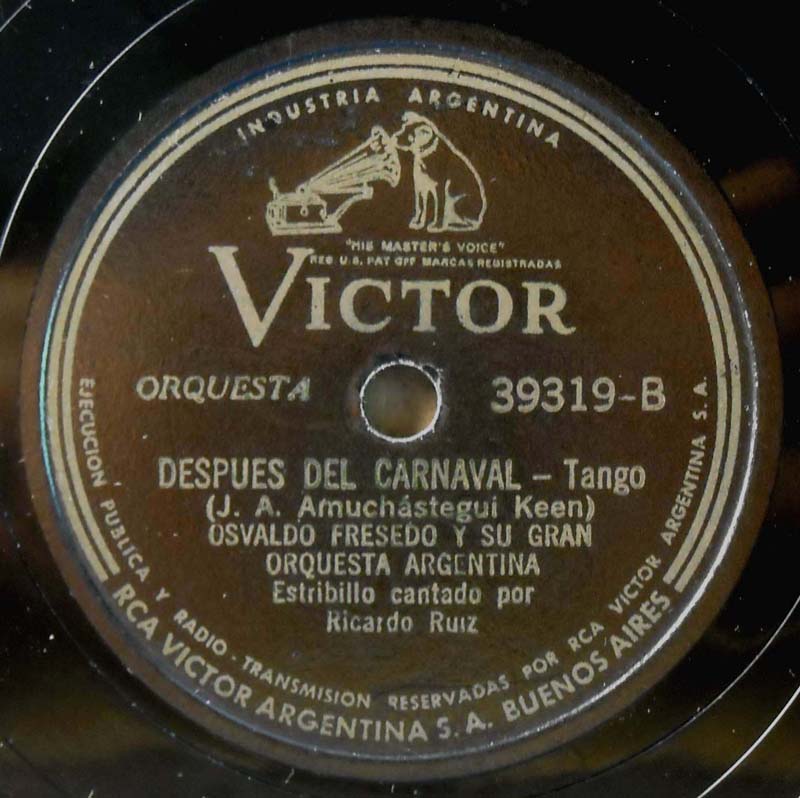 INDUSTRIA ARGENTINA
"HIS MASTER'S VOICE"
REG. U.S. PAT OFF MARCAS REGISTRADAS
VICTOR
ORQUESTA 39319-B
DESPUES DEL CARNAVAL – Tango
(J. A. Amuchástegui Keen)
OSVALDO FRESEDO Y SU GRAN
ORQUESTA ARGENTINA
Estribillo cantado por
Ricardo Ruiz
EJECUCION PUBLICA Y RADIO-TRANSMISION RESERVADAS POR RCA VICTOR ARGENTINA S.A.
RCA VICTOR ARGENTINA S.A. BUENOS AIRES